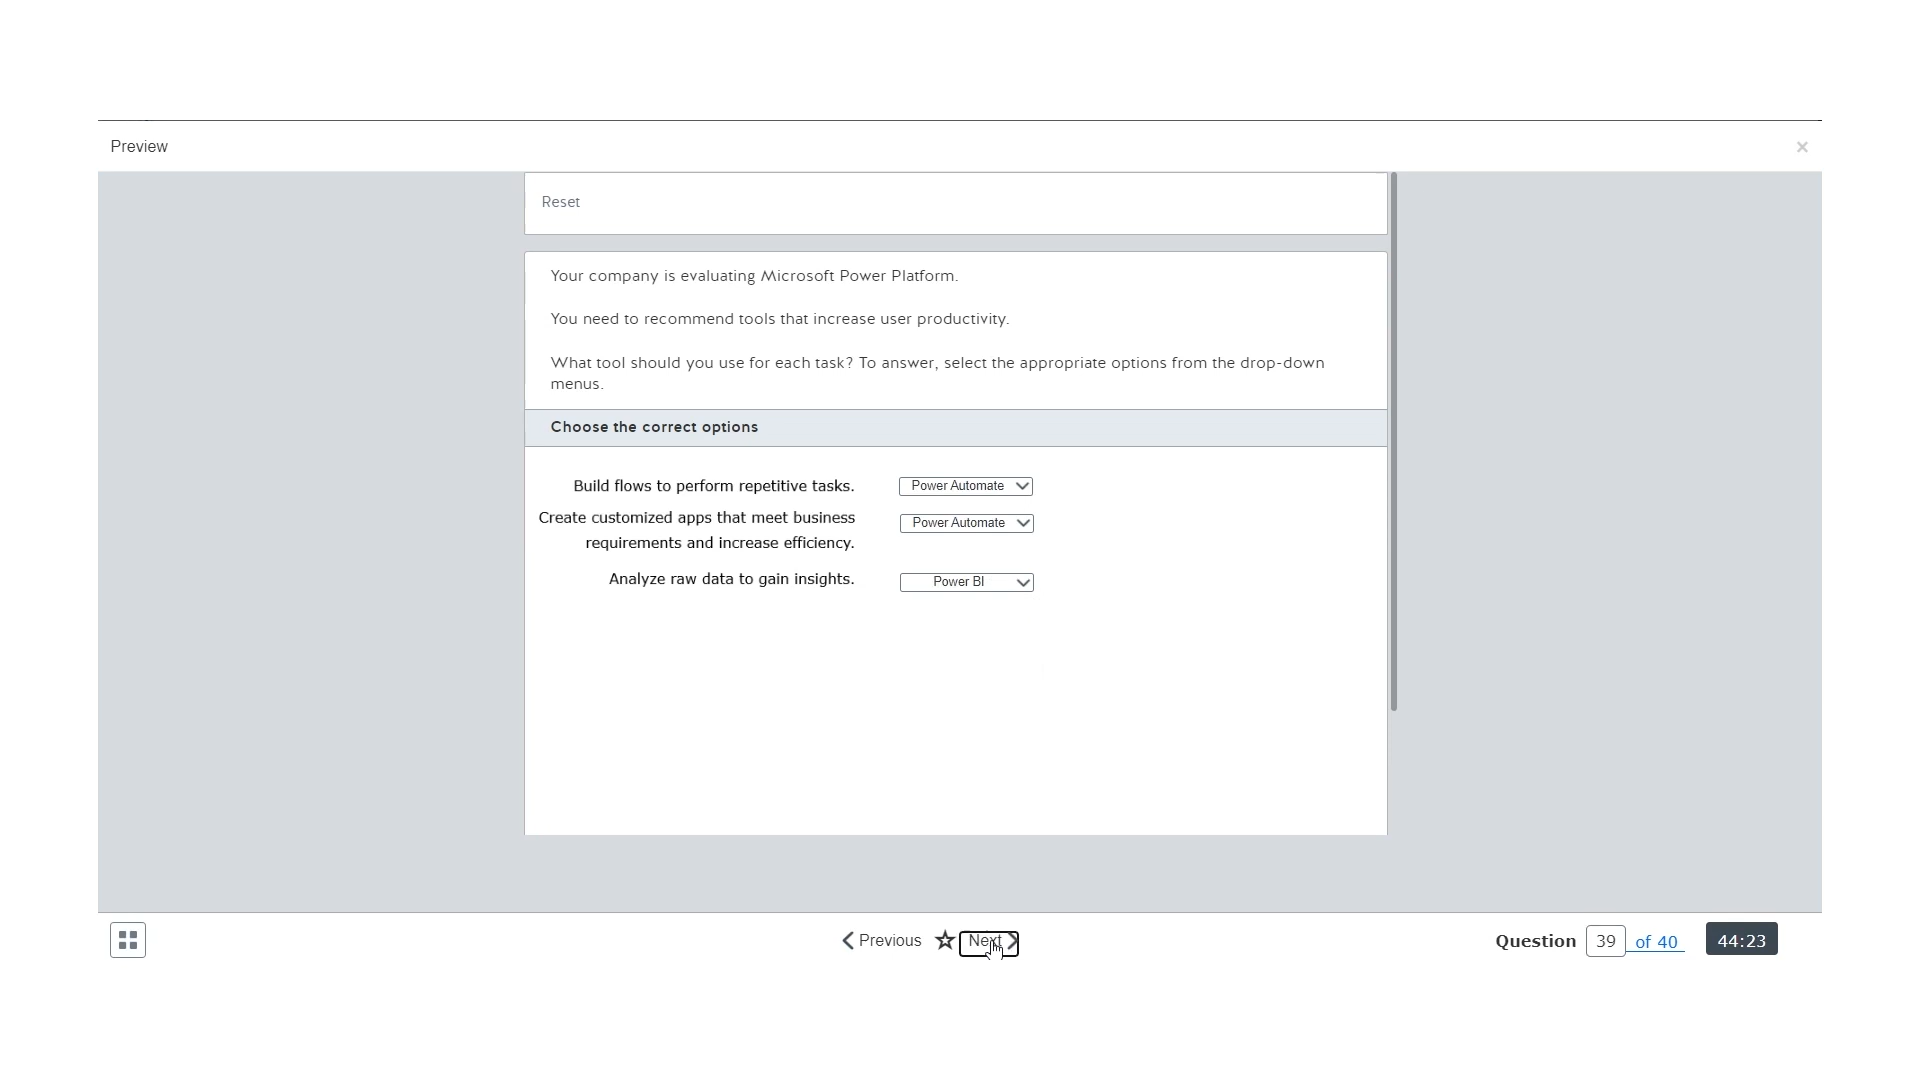 Preview
×
Reset
Your company is evaluating Microsoft Power Platform.
You need to recommend tools that increase user productivity.
What tool should you use for each task? To answer, select the appropriate options from the drop-down
menus.
Choose the correct options
Build flows to perform repetitive tasks. Power Automate
Create customized apps that meet business
requirements and increase efficiency. Power Automate
Analyze raw data to gain insights. Power BI
Previous Next Question 39 of 40 44:23